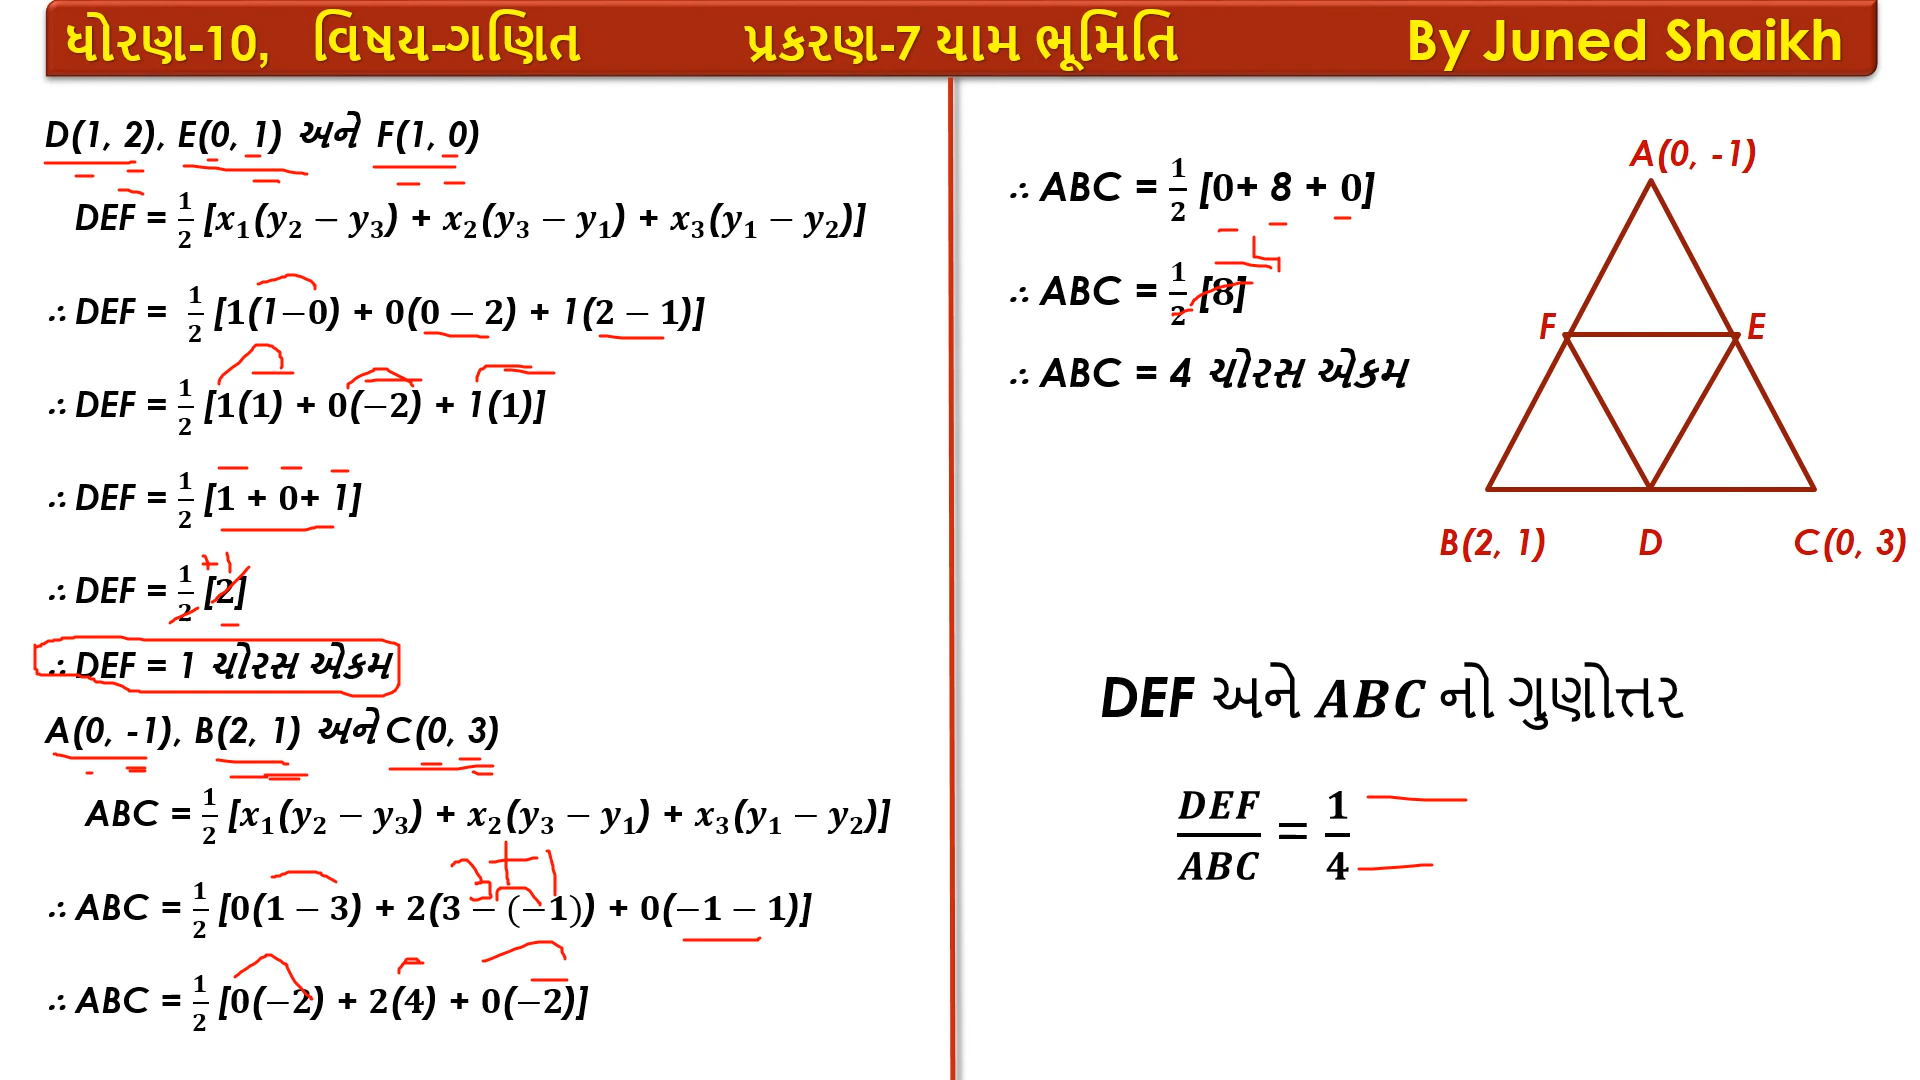 ધોરણ-10, વિષય-ગણિત પ્રકરણ-7 યામ ભૂમિતિ By Juned Shaikh
D(1, 2), E(0, 1) અને F(1, 0)
DEF = 1/2 [x₁(y₂ − y₃) + x₂(y₃ − y₁) + x₃(y₁ − y₂)]
∴ DEF = 1/2 [1(1−0) + 0(0 − 2) + 1(2 − 1)]
∴ DEF = 1/2 [1(1) + 0(−2) + 1(1)]
∴ DEF = 1/2 [1 + 0+ 1]
∴ DEF = 1/2 [2]
∴ DEF = 1 ચોરસ એકમ
A(0, -1), B(2, 1) અને C(0, 3)
ABC = 1/2 [x₁(y₂ − y₃) + x₂(y₃ − y₁) + x₃(y₁ − y₂)]
∴ ABC = 1/2 [0(1 − 3) + 2(3 − (−1)) + 0(−1 − 1)]
∴ ABC = 1/2 [0(−2) + 2(4) + 0(−2)]
∴ ABC = 1/2 [0+ 8 + 0]
∴ ABC = 1/2 [8]
∴ ABC = 4 ચોરસ એકમ
A(0, -1)
F E
B(2, 1) D C(0, 3)
DEF અને ABC નો ગુણોત્તર
DEF/ABC = 1/4